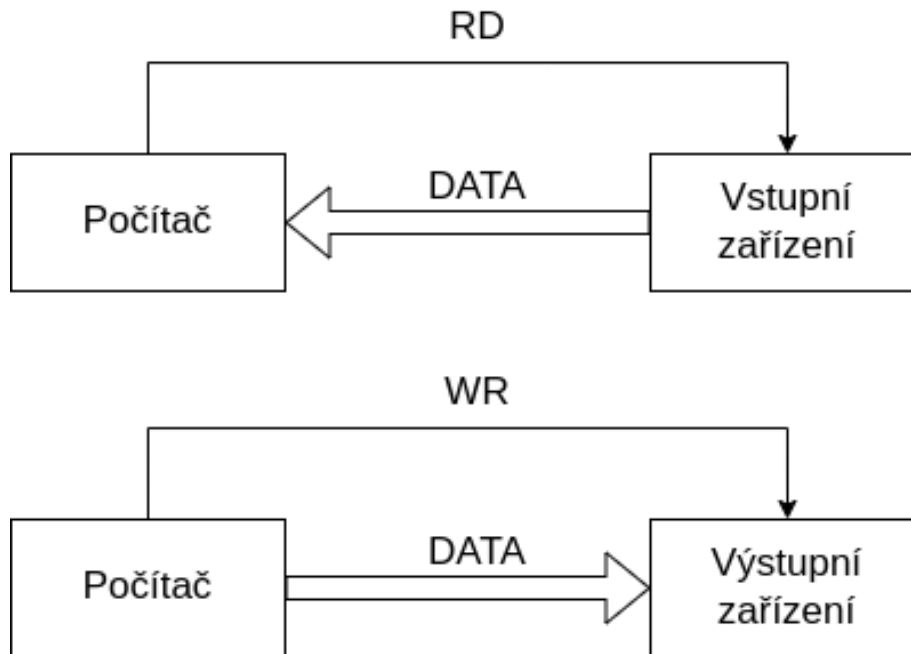 RD
Počítač
DATA
Vstupní
zařízení
WR
Počítač
DATA
Výstupní
zařízení